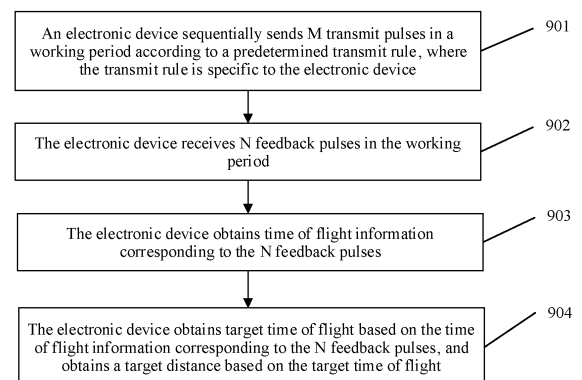 An electronic device sequentially sends M transmit pulses in a
working period according to a predetermined transmit rule, where
the transmit rule is specific to the electronic device
901
The electronic device receives N feedback pulses in the working
period
902
The electronic device obtains time of flight information
corresponding to the N feedback pulses
903
The electronic device obtains target time of flight based on the time
of flight information corresponding to the N feedback pulses, and
obtains a target distance based on the target time of flight
904